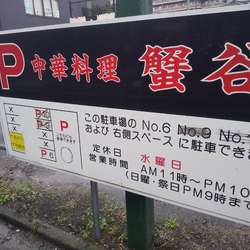 P 中華料理 蟹谷
この駐車場の No.6 No.9
および 右側スペース に駐車でき
定休日 水曜日
営業時間 AM11時〜PM10
(日曜・祭日PM9時まで
P
P6